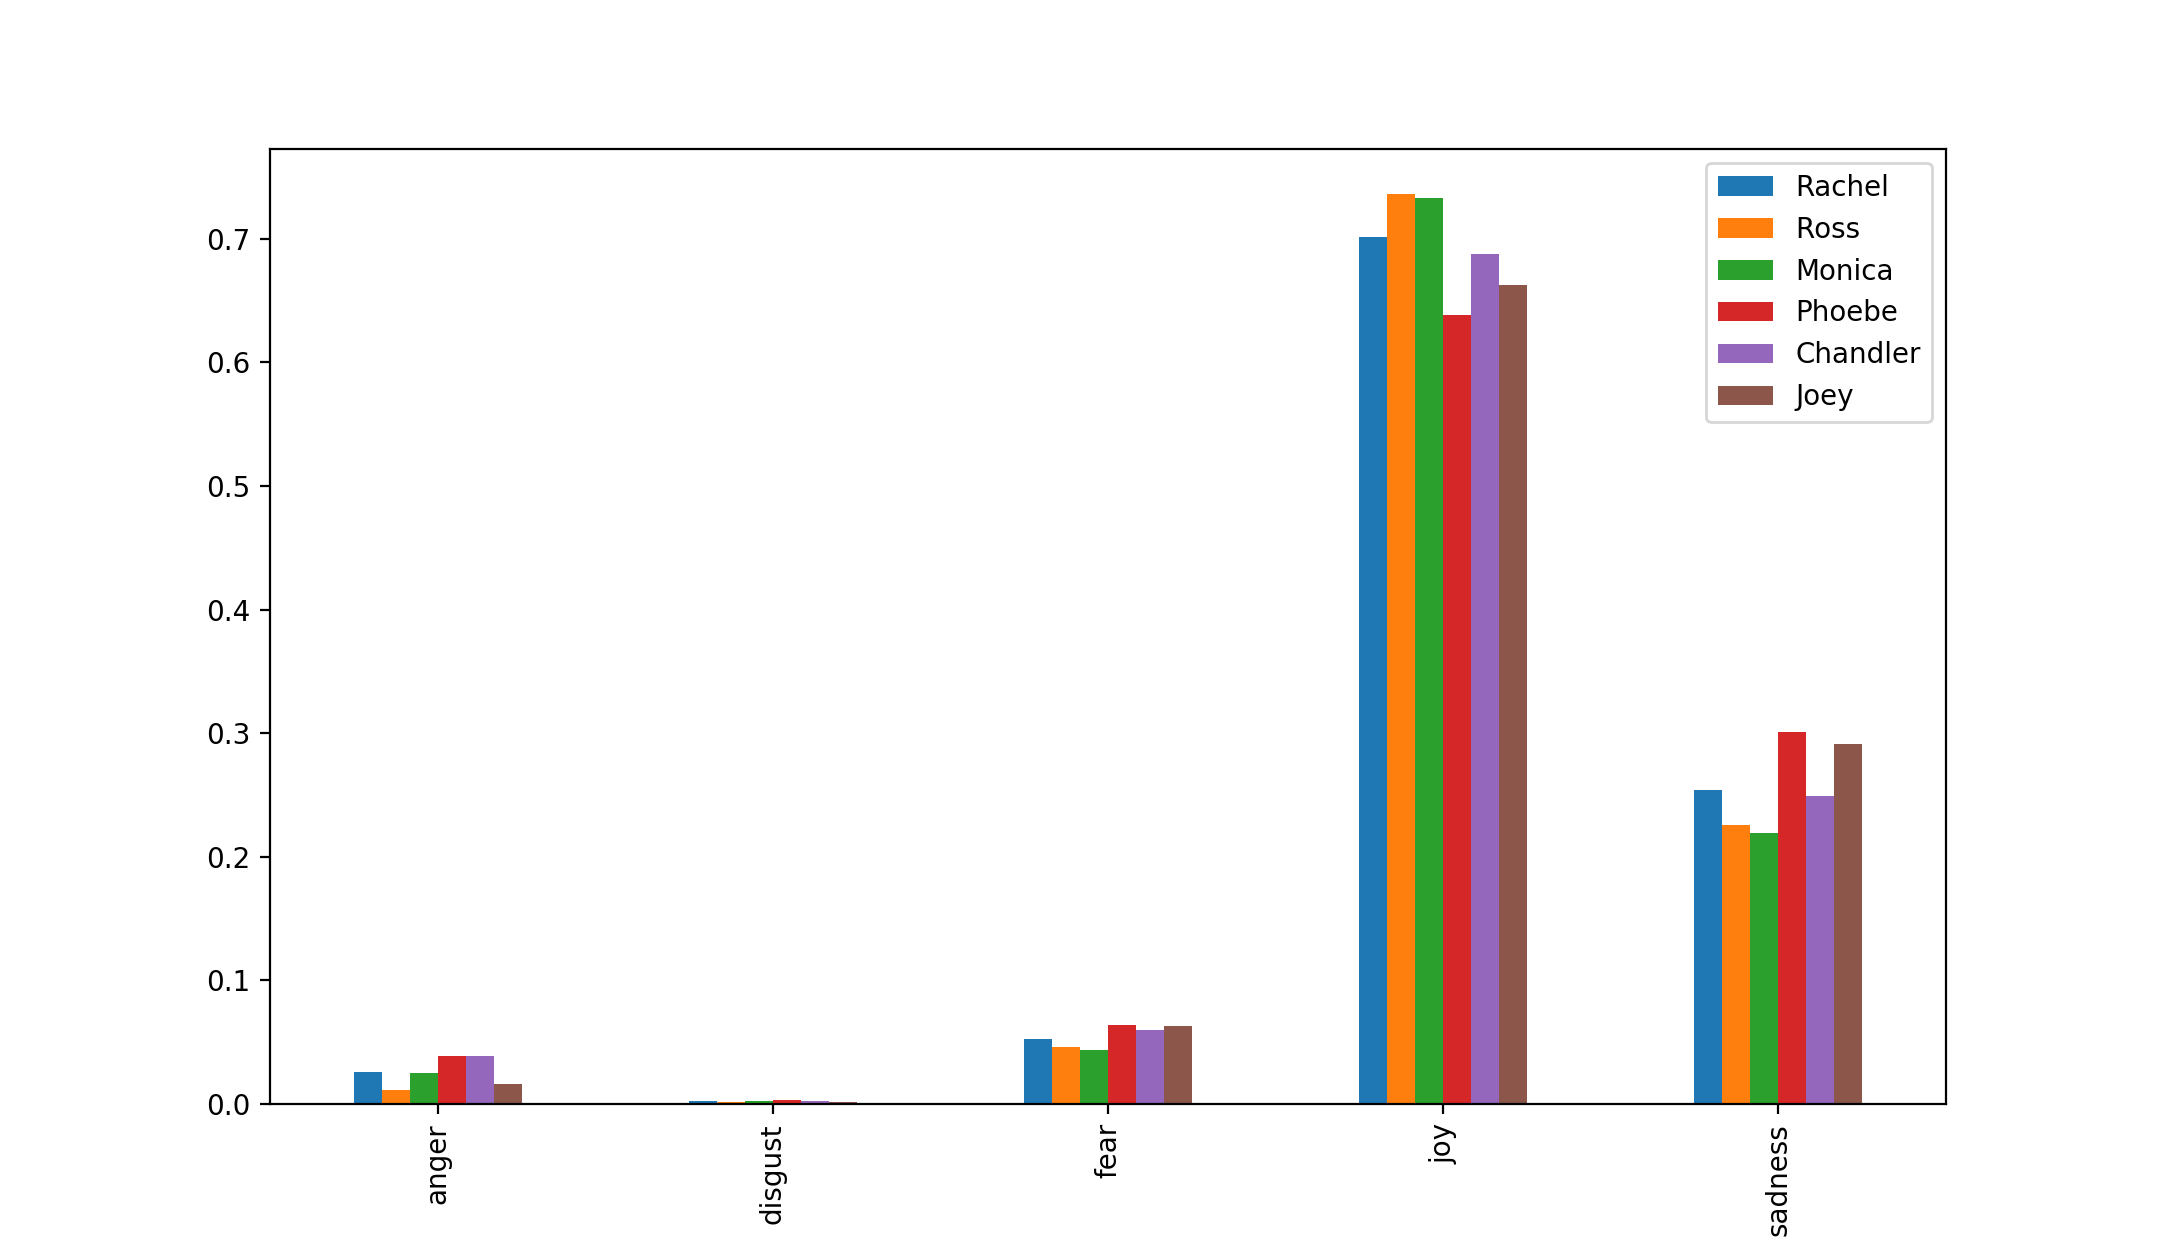 Rachel
Ross
Monica
Phoebe
Chandler
Joey
0.7
0.6
0.5
0.4
0.3
0.2
0.1
0.0
anger
disgust
fear
joy
sadness